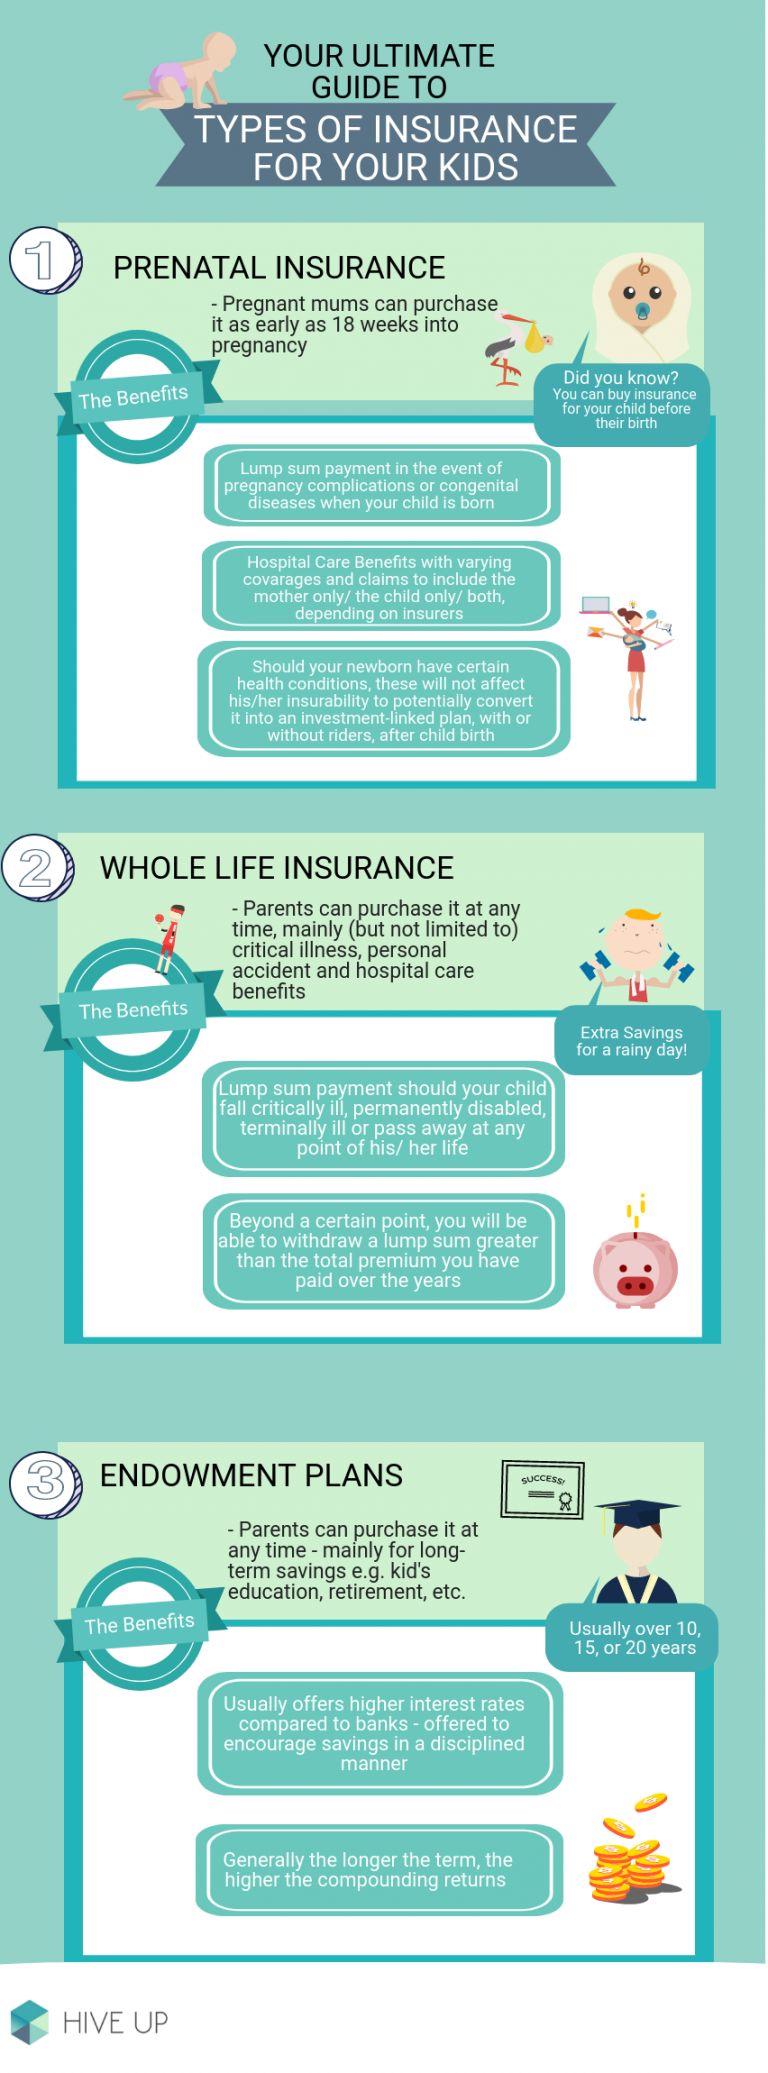 YOUR ULTIMATE
GUIDE TO
TYPES OF INSURANCE
FOR YOUR KIDS
1
PRENATAL INSURANCE
- Pregnant mums can purchase
it as early as 18 weeks into
pregnancy
Did you know?
You can buy insurance
for your child before
their birth
The Benefits
Lump sum payment in the event of
pregnancy complications or congenital
diseases when your child is born
Hospital Care Benefits with varying
covarages and claims to include the
mother only/ the child only/ both,
depending on insurers
Should your newborn have certain
health conditions, these will not affect
his/her insurability to potentially convert
it into an investment-linked plan, with or
without riders, after child birth
2
WHOLE LIFE INSURANCE
- Parents can purchase it at any
time, mainly (but not limited to)
critical illness, personal
accident and hospital care
benefits
The Benefits
Extra Savings
for a rainy day!
Lump sum payment should your child
fall critically ill, permanently disabled,
terminally ill or pass away at any
point of his/ her life
Beyond a certain point, you will be
able to withdraw a lump sum greater
than the total premium you have
paid over the years
3
ENDOWMENT PLANS
SUCCESS!
- Parents can purchase it at
any time - mainly for long-
term savings e.g. kid's
education, retirement, etc.
The Benefits
Usually over 10,
15, or 20 years
Usually offers higher interest rates
compared to banks - offered to
encourage savings in a disciplined
manner
Generally the longer the term, the
higher the compounding returns
HIVE UP